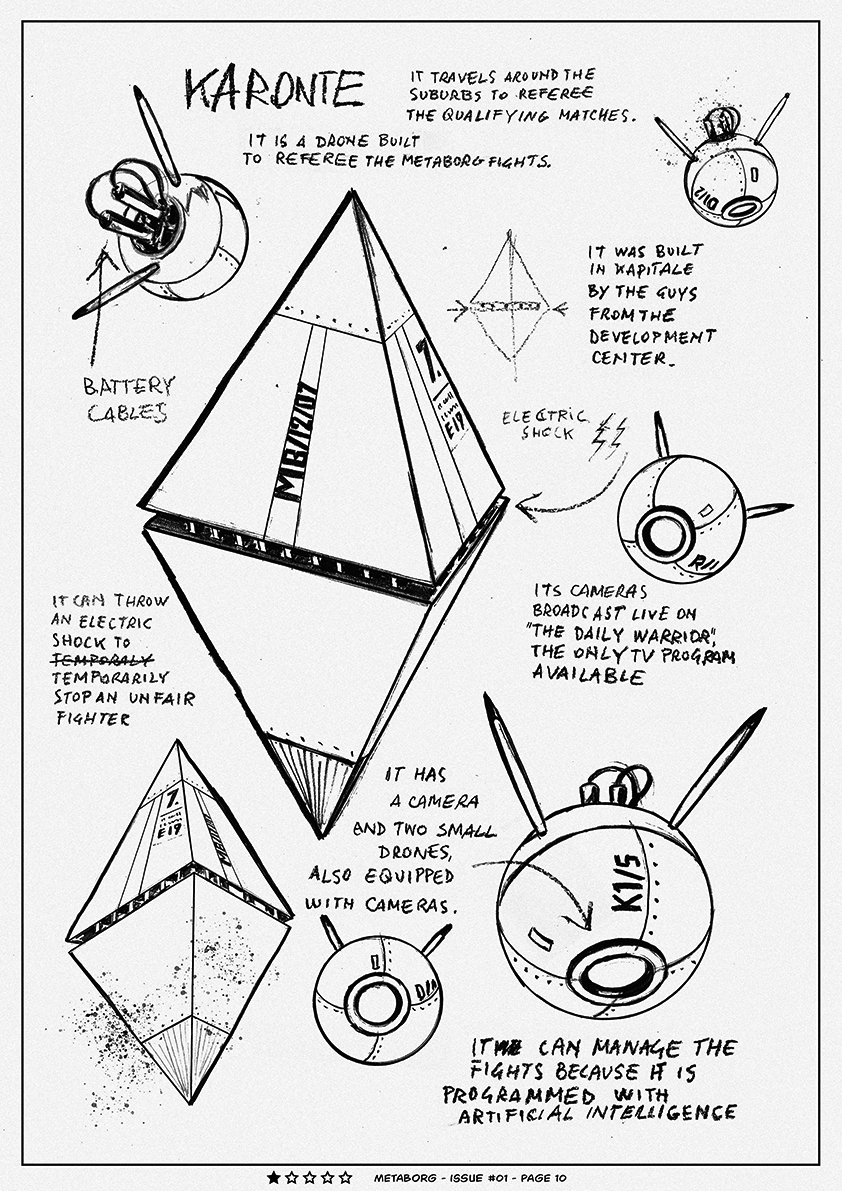 KARONTE
IT TRAVELS AROUND THE
SUBURBS TO REFEREE
THE QUALIFYING MATCHES.
IT IS A DRONE BUILT
TO REFEREE THE METABORG FIGHTS.
D11/2
IT WAS BUILT
IN KAPITALE
BY THE GUYS
FROM THE
DEVELOPMENT
CENTER.
BATTERY
CABLES
MB/12/07
7.
E19
ELECTRIC
SHOCK
R/11
ITS CAMERAS
BROADCAST LIVE ON
"THE DAILY WARRIOR",
THE ONLY TV PROGRAM
AVAILABLE
IT CAN THROW
AN ELECTRIC
SHOCK TO
TEMPORALY
TEMPORARILY
STOP AN UNFAIR
FIGHTER
7.
E19
IT HAS
A CAMERA
AND TWO SMALL
DRONES,
ALSO EQUIPPED
WITH CAMERAS.
K1/5
IT CAN MANAGE THE
FIGHTS BECAUSE IT IS
PROGRAMMED WITH
ARTIFICIAL INTELLIGENCE
METABORG - ISSUE #01 - PAGE 10